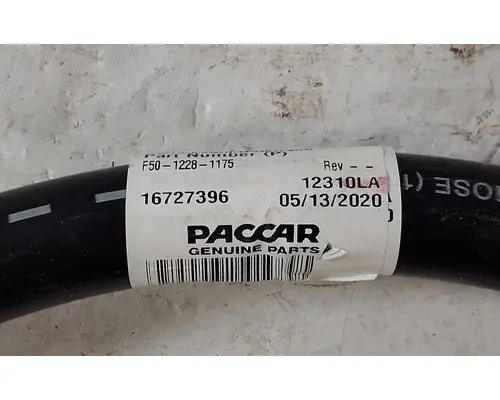 Part Number (P)
F50-1228-1175 Rev - -
12310LA
16727396 05/13/2020
PACCAR
GENUINE PARTS
HOSE (1